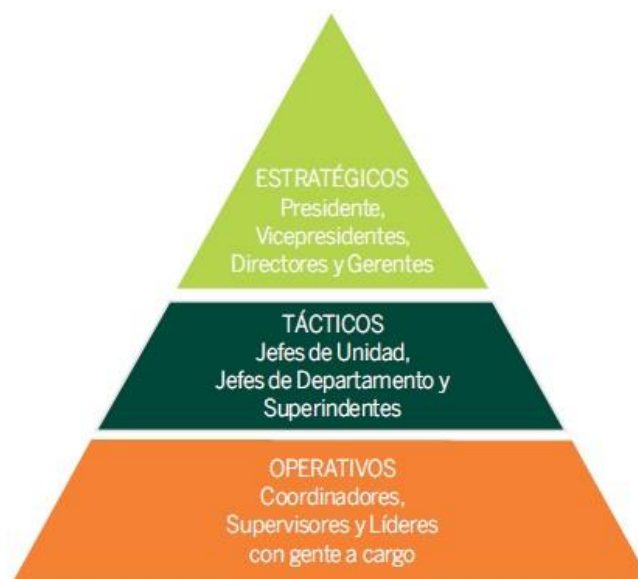 ESTRATÉGICOS
Presidente,
Vicepresidentes,
Directores y Gerentes
TÁCTICOS
Jefes de Unidad,
Jefes de Departamento y
Superindentes
OPERATIVOS
Coordinadores,
Supervisores y Líderes
con gente a cargo